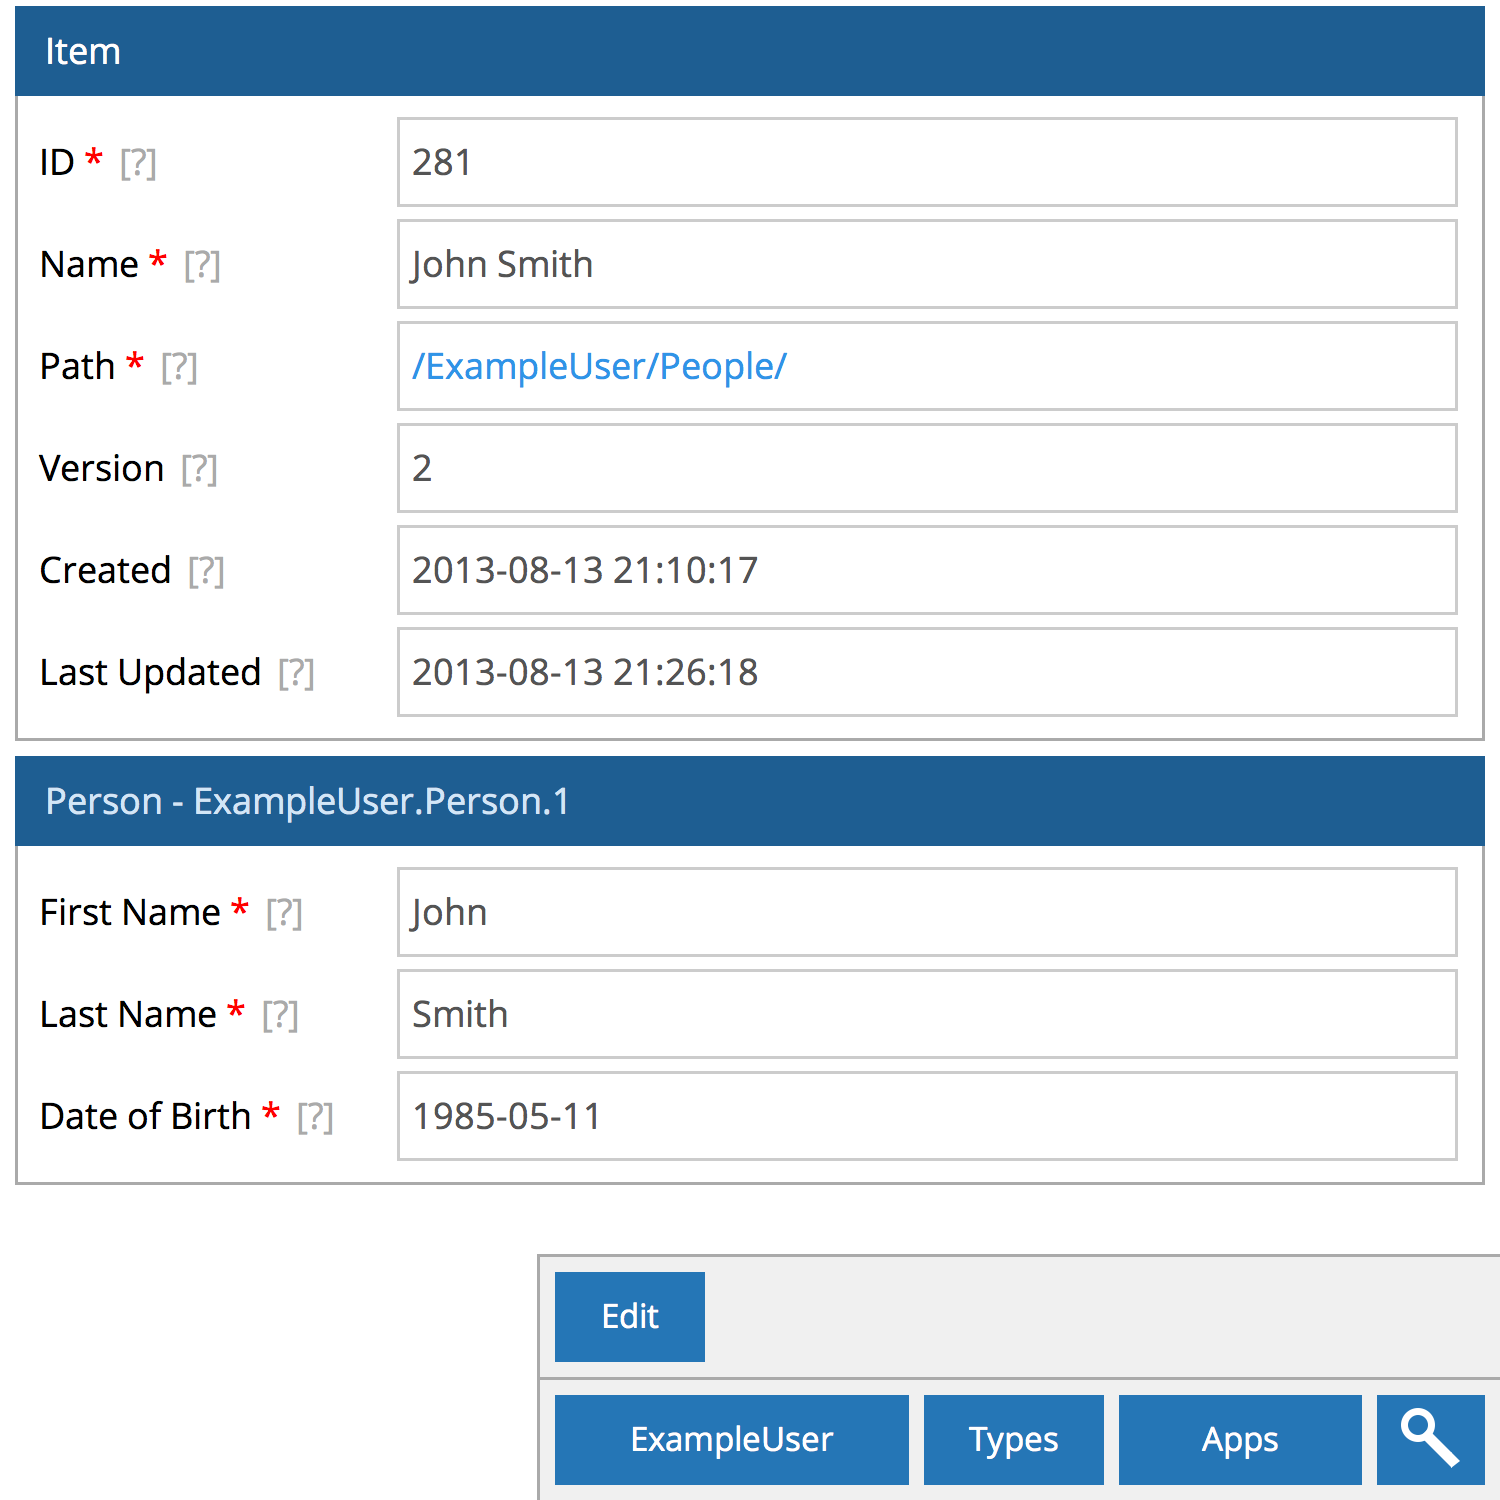 Item
ID * [?] 281
Name * [?] John Smith
Path * [?] /ExampleUser/People/
Version [?] 2
Created [?] 2013-08-13 21:10:17
Last Updated [?] 2013-08-13 21:26:18
Person - ExampleUser.Person.1
First Name * [?] John
Last Name * [?] Smith
Date of Birth * [?] 1985-05-11
Edit
ExampleUser Types Apps